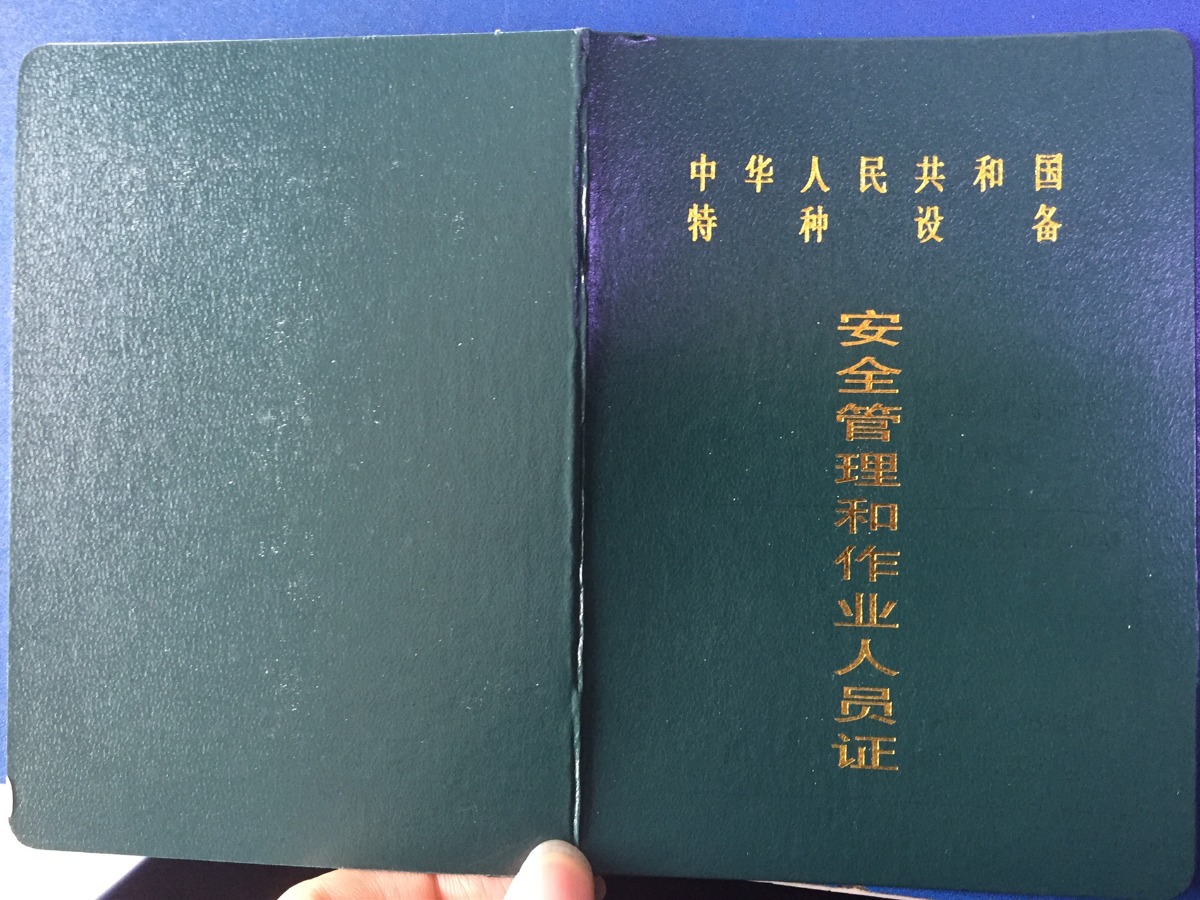 中华人民共和国
特种设备
安全管理和作业人员证